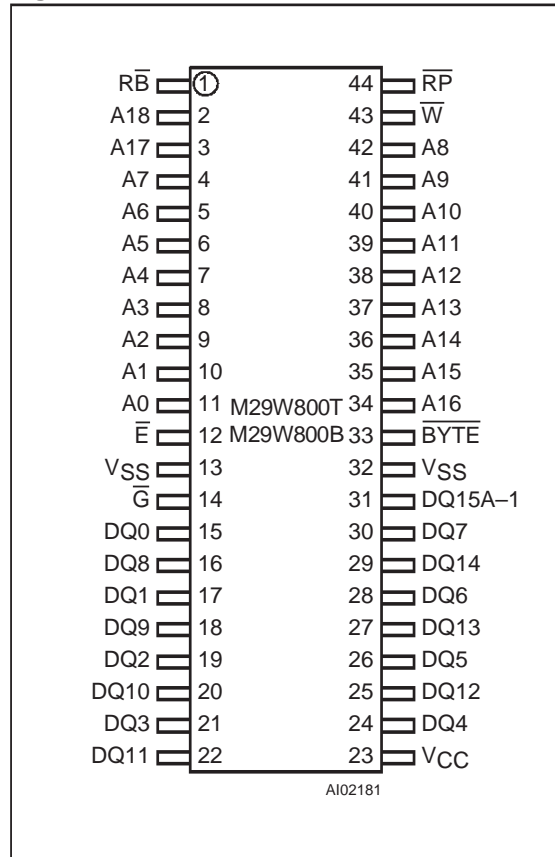 RB̅ 1 44 R̅P̅
A18 2 43 W̅
A17 3 42 A8
A7 4 41 A9
A6 5 40 A10
A5 6 39 A11
A4 7 38 A12
A3 8 37 A13
A2 9 36 A14
A1 10 35 A15
A0 11 M29W800T 34 A16
E̅ 12 M29W800B 33 B̅Y̅T̅E̅
VSS 13 32 VSS
G̅ 14 31 DQ15A–1
DQ0 15 30 DQ7
DQ8 16 29 DQ14
DQ1 17 28 DQ6
DQ9 18 27 DQ13
DQ2 19 26 DQ5
DQ10 20 25 DQ12
DQ3 21 24 DQ4
DQ11 22 23 VCC
AI02181